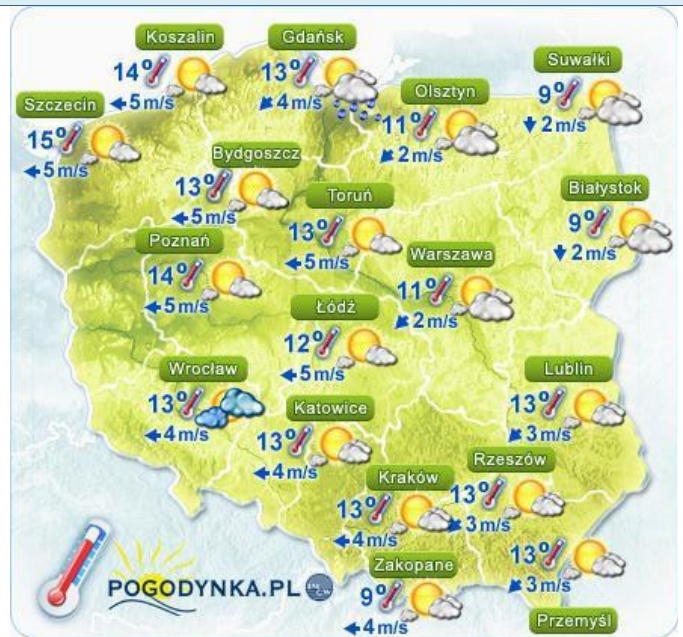 Koszalin
14°
5 m/s
Gdańsk
13°
4 m/s
Suwałki
9°
2 m/s
Szczecin
15°
5 m/s
Olsztyn
11°
2 m/s
Bydgoszcz
13°
5 m/s
Toruń
13°
5 m/s
Białystok
9°
2 m/s
Poznań
14°
5 m/s
Warszawa
11°
2 m/s
Łódź
12°
5 m/s
Wrocław
13°
4 m/s
Katowice
13°
4 m/s
Lublin
13°
3 m/s
Rzeszów
13°
3 m/s
Kraków
13°
4 m/s
Zakopane
9°
4 m/s
13°
3 m/s
Przemyśl
POGODYNKA.PL